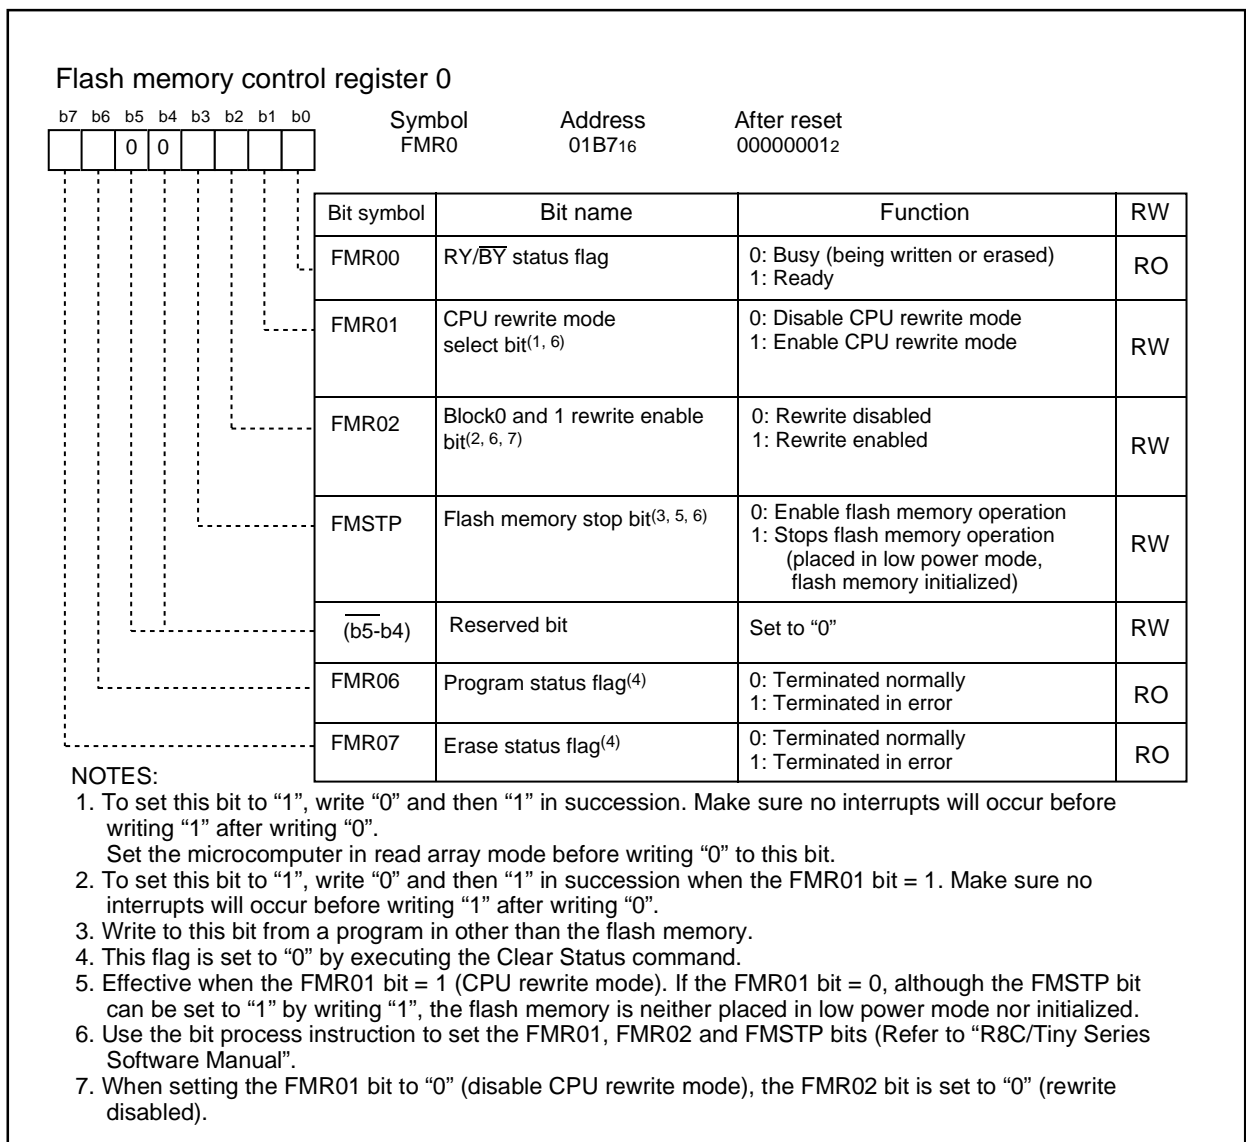 Flash memory control register 0
b7 b6 b5 b4 b3 b2 b1 b0
0 0
Symbol Address After reset
FMR0 01B716 000000012
Bit symbol Bit name Function RW
FMR00 RY/BY status flag 0: Busy (being written or erased) RO
1: Ready
FMR01 CPU rewrite mode 0: Disable CPU rewrite mode RW
select bit(1, 6) 1: Enable CPU rewrite mode
FMR02 Block0 and 1 rewrite enable 0: Rewrite disabled RW
bit(2, 6, 7) 1: Rewrite enabled
FMSTP Flash memory stop bit(3, 5, 6) 0: Enable flash memory operation RW
1: Stops flash memory operation
(placed in low power mode,
flash memory initialized)
(b5-b4) Reserved bit Set to “0” RW
FMR06 Program status flag(4) 0: Terminated normally RO
1: Terminated in error
FMR07 Erase status flag(4) 0: Terminated normally RO
1: Terminated in error
NOTES:
1. To set this bit to “1”, write “0” and then “1” in succession. Make sure no interrupts will occur before
writing “1” after writing “0”.
Set the microcomputer in read array mode before writing “0” to this bit.
2. To set this bit to “1”, write “0” and then “1” in succession when the FMR01 bit = 1. Make sure no
interrupts will occur before writing “1” after writing “0”.
3. Write to this bit from a program in other than the flash memory.
4. This flag is set to “0” by executing the Clear Status command.
5. Effective when the FMR01 bit = 1 (CPU rewrite mode). If the FMR01 bit = 0, although the FMSTP bit
can be set to “1” by writing “1”, the flash memory is neither placed in low power mode nor initialized.
6. Use the bit process instruction to set the FMR01, FMR02 and FMSTP bits (Refer to “R8C/Tiny Series
Software Manual”.
7. When setting the FMR01 bit to “0” (disable CPU rewrite mode), the FMR02 bit is set to “0” (rewrite
disabled).